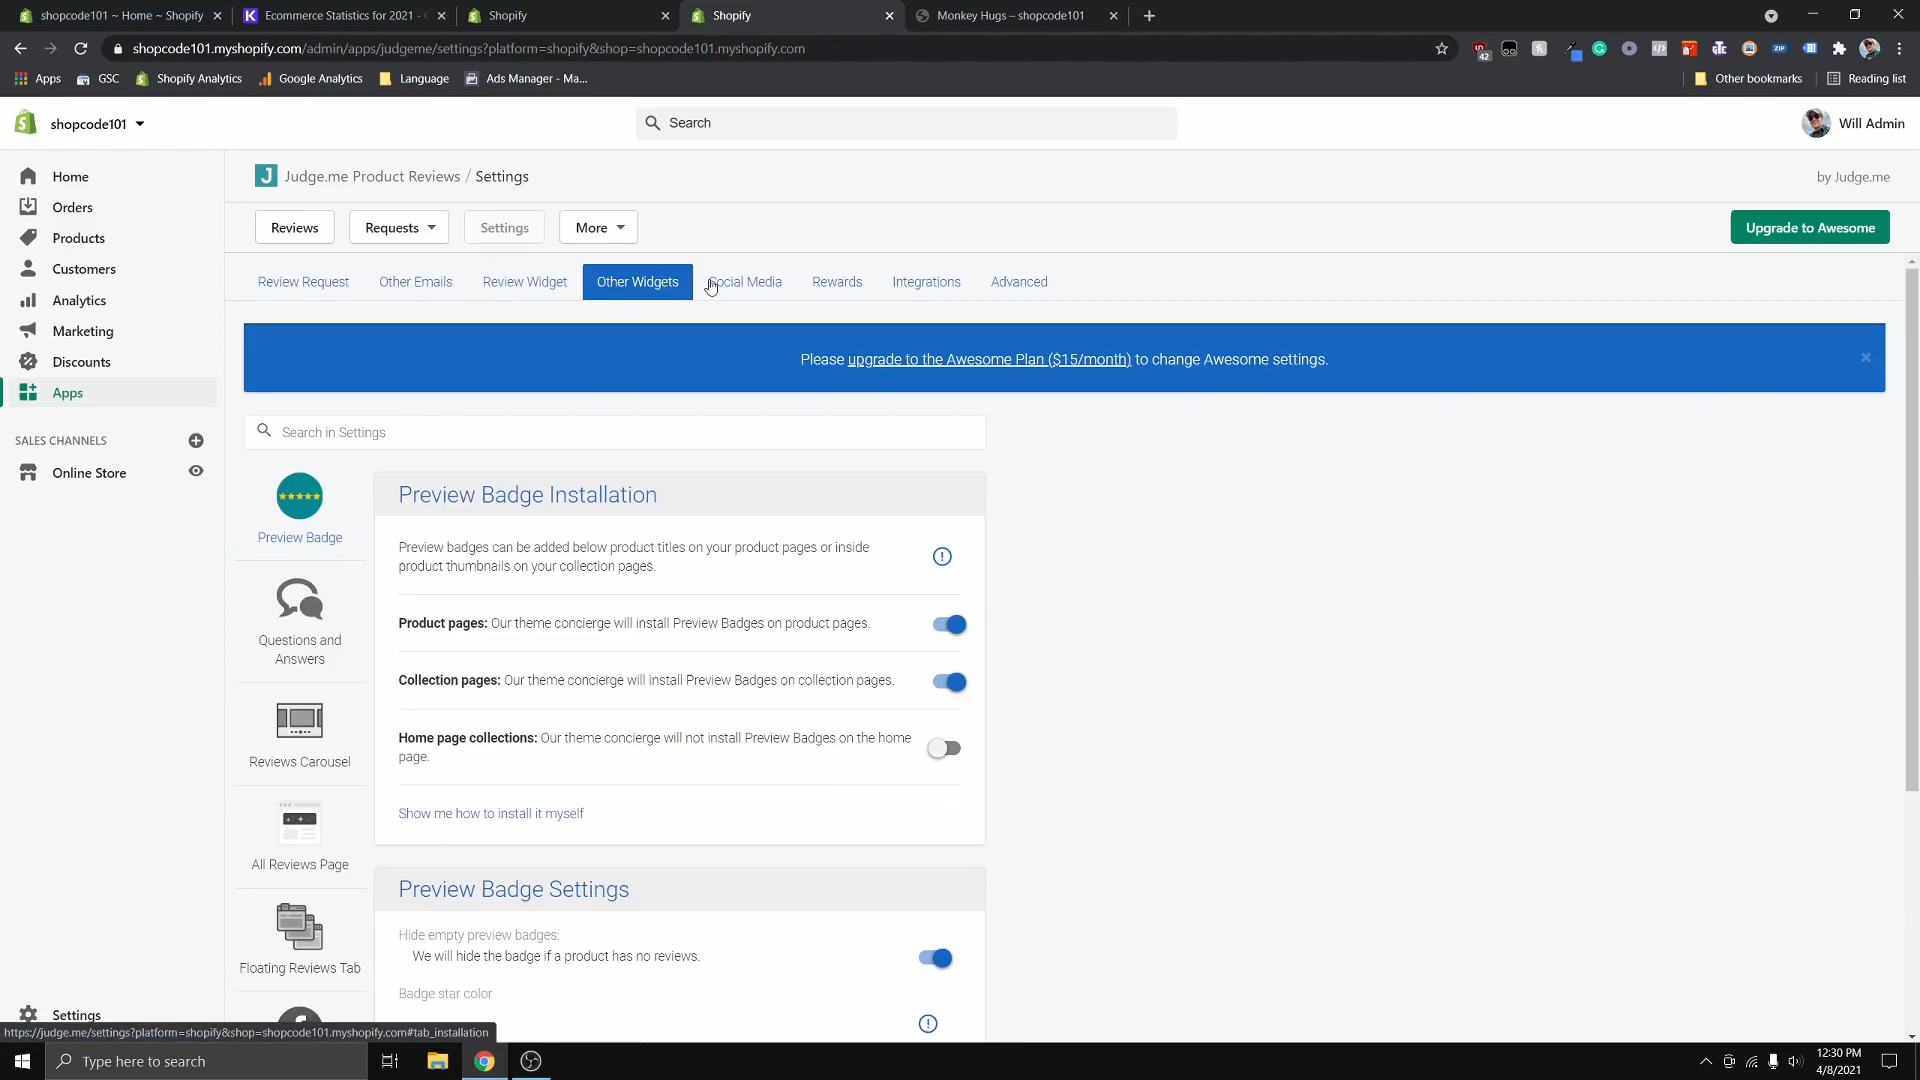 shopcode101 ~ Home ~ Shopify
Ecommerce Statistics for 2021 -
Shopify
Shopify
Monkey Hugs – shopcode101
shopcode101.myshopify.com/admin/apps/judgeme/settings?platform=shopify&shop=shopcode101.myshopify.com
42
ZIP
Apps
GSC
Shopify Analytics
Google Analytics
Language
Ads Manager - Ma...
Other bookmarks
Reading list
shopcode101
Search
Will Admin
Home
Orders
Products
Customers
Analytics
Marketing
Discounts
Apps
SALES CHANNELS
Online Store
Settings
J Judge.me Product Reviews / Settings
by Judge.me
Reviews
Requests
Settings
More
Upgrade to Awesome
Review Request
Other Emails
Review Widget
Other Widgets
Social Media
Rewards
Integrations
Advanced
Please upgrade to the Awesome Plan ($15/month) to change Awesome settings.
Search in Settings
Preview Badge
Questions and
Answers
Reviews Carousel
All Reviews Page
Floating Reviews Tab
Preview Badge Installation
Preview badges can be added below product titles on your product pages or inside
product thumbnails on your collection pages.
Product pages: Our theme concierge will install Preview Badges on product pages.
Collection pages: Our theme concierge will install Preview Badges on collection pages.
Home page collections: Our theme concierge will not install Preview Badges on the home
page.
Show me how to install it myself
Preview Badge Settings
Hide empty preview badges:
We will hide the badge if a product has no reviews.
Badge star color
https://judge.me/settings?platform=shopify&shop=shopcode101.myshopify.com#tab_installation
Type here to search
12:30 PM
4/8/2021